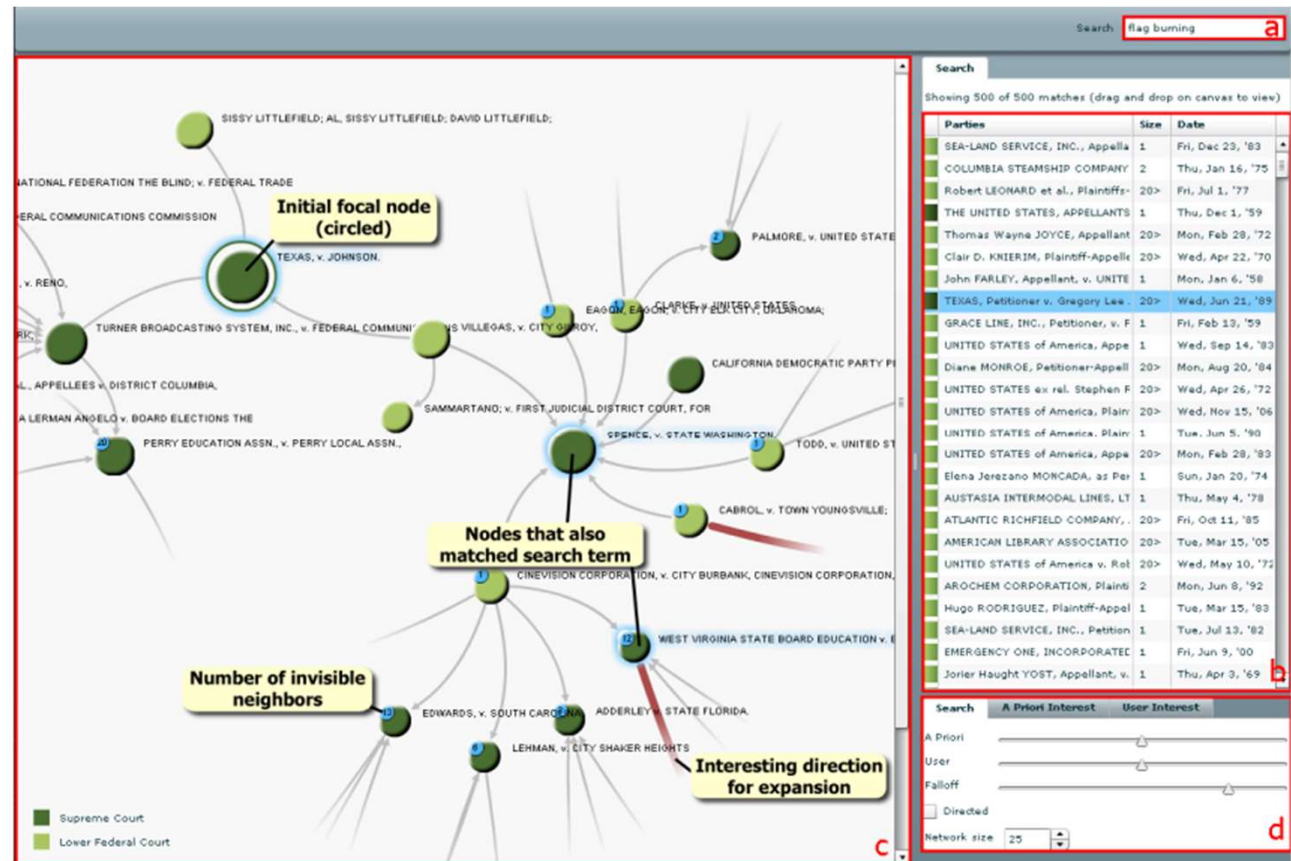 Search flag burning a
Search
Showing 500 of 500 matches (drag and drop on canvas to view)
Parties Size Date
SEA-LAND SERVICE, INC., Appella 1 Fri, Dec 23, '83
COLUMBIA STEAMSHIP COMPANY 2 Thu, Jan 16, '75
Robert LEONARD et al., Plaintiffs- 20> Fri, Jul 1, '77
THE UNITED STATES, APPELLANTS 1 Thu, Dec 1, '59
Thomas Wayne JOYCE, Appellant 20> Mon, Feb 28, '72
Clair D. KNIERIM, Plaintiff-Appelle 20> Wed, Apr 22, '70
John FARLEY, Appellant, v. UNITE 1 Mon, Jan 6, '58
TEXAS, Petitioner v. Gregory Lee . 20> Wed, Jun 21, '89
GRACE LINE, INC., Petitioner, v. F 1 Fri, Feb 13, '59
UNITED STATES of America, Appe 1 Wed, Sep 14, '83
Diane MONROE, Petitioner-Appell 20> Mon, Aug 20, '84
UNITED STATES ex rel. Stephen F 20> Wed, Apr 26, '72
UNITED STATES of America, Plain 20> Wed, Nov 15, '06
UNITED STATES of America, Plain 1 Tue, Jun 5, '90
UNITED STATES of America, Appe 20> Mon, Feb 28, '83
Elena Jerezano MONCADA, as Per 1 Sun, Jan 20, '74
AUSTASIA INTERMODAL LINES, LT 1 Thu, May 4, '78
ATLANTIC RICHFIELD COMPANY, . 20> Fri, Oct 11, '85
AMERICAN LIBRARY ASSOCIATIO 20> Tue, Mar 15, '05
UNITED STATES of America v. Rob 20> Wed, May 10, '72
AROCHEM CORPORATION, Plainti 2 Mon, Jun 8, '92
Hugo RODRIGUEZ, Plaintiff-Appel 1 Tue, Mar 15, '83
SEA-LAND SERVICE, INC., Petition 1 Tue, Jul 13, '82
EMERGENCY ONE, INCORPORATED 1 Fri, Jun 9, '00
Jorier Haught YOST, Appellant, v. 1 Thu, Apr 3, '69
b
SISSY LITTLEFIELD; AL, SISSY LITTLEFIELD; DAVID LITTLEFIELD;
NATIONAL FEDERATION THE BLIND; v. FEDERAL TRADE
Initial focal node
(circled)
ERAL COMMUNICATIONS COMMISSION
2 PALMORE, v. UNITED STATE
TEXAS, v. JOHNSON.
, v. RENO,
1 CLARKE, v. UNITED STATES
1 EAGON, EAGON; v. CITY ELK CITY, OKLAHOMA;
TURNER BROADCASTING SYSTEM, INC., v. FEDERAL COMMUNI
NS VILLEGAS, v. CITY GILROY,
CALIFORNIA DEMOCRATIC PARTY P
L., APPELLEES v. DISTRICT COLUMBIA,
SAMMARTANO; v. FIRST JUDICIAL DISTRICT COURT, FOR
A LERMAN ANGELO v. BOARD ELECTIONS THE
SPENCE, v. STATE WASHINGTON
20 PERRY EDUCATION ASSN., v. PERRY LOCAL ASSN.,
1 TODD, v. UNITED ST
1 CABROL, v. TOWN YOUNGSVILLE;
Nodes that also
matched search term
1 CINEVISION CORPORATION, v. CITY BURBANK, CINEVISION CORPORATION,
12 WEST VIRGINIA STATE BOARD EDUCATION v. B
Number of invisible
neighbors
13 EDWARDS, v. SOUTH CAROLINA
ADDERLEY v. STATE FLORIDA.
6 LEHMAN, v. CITY SHAKER HEIGHTS
Interesting direction
for expansion
Supreme Court
Lower Federal Court
c
Search A Priori Interest User Interest
A Priori
User
Falloff
Directed
Network size 25
d